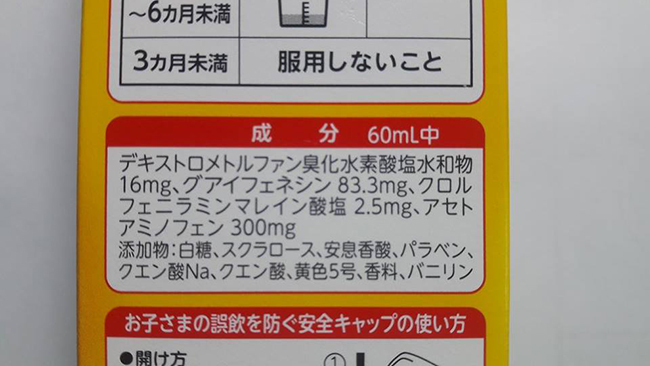 ～6カ月未満
3カ月未満 服用しないこと
成 分 60mL中
デキストロメトルファン臭化水素酸塩水和物
16mg、グアイフェネシン 83.3mg、クロル
フェニラミンマレイン酸塩 2.5mg、アセト
アミノフェン 300mg
添加物：白糖、スクラロース、安息香酸、パラベン、
クエン酸Na、クエン酸、黄色5号、香料、バニリン
お子さまの誤飲を防ぐ安全キャップの使い方
●開け方 ①